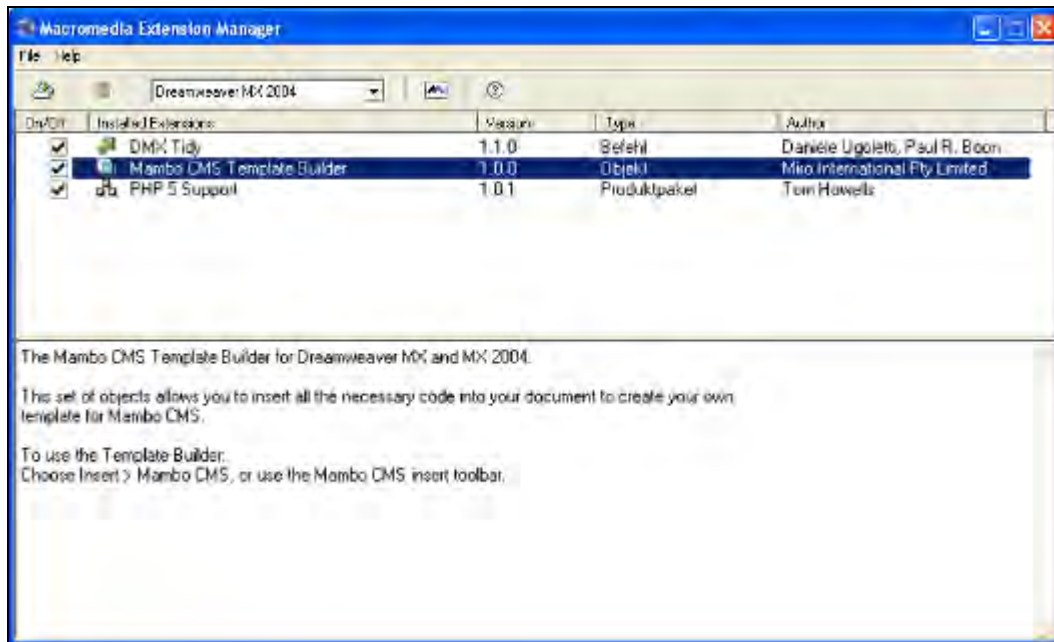 Macromedia Extension Manager
File Help
Dreamweaver MX 2004
On/Off Installed Extensions Version Type Author
DMX Tidy 1.1.0 Befehl Daniele Ugoletti, Paul R. Boon
Mambo CMS Template Builder 1.0.0 Objekt Miro International Pty Limited
PHP 5 Support 1.0.1 Produktpaket Tom Howells
The Mambo CMS Template Builder for Dreamweaver MX and MX 2004.
This set of objects allows you to insert all the necessary code into your document to create your own
template for Mambo CMS.
To use the Template Builder:
Choose Insert > Mambo CMS, or use the Mambo CMS insert toolbar.